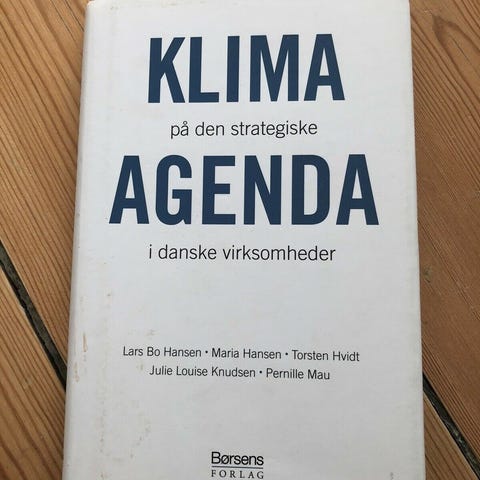 KLIMA
på den strategiske
AGENDA
i danske virksomheder
Lars Bo Hansen • Maria Hansen • Torsten Hvidt
Julie Louise Knudsen • Pernille Mau
Børsens
FORLAG